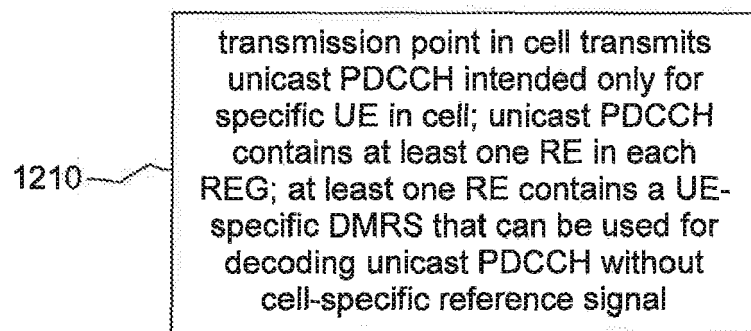 transmission point in cell transmits
unicast PDCCH intended only for
specific UE in cell; unicast PDCCH
contains at least one RE in each
1210
REG; at least one RE contains a UE-
specific DMRS that can be used for
decoding unicast PDCCH without
cell-specific reference signal